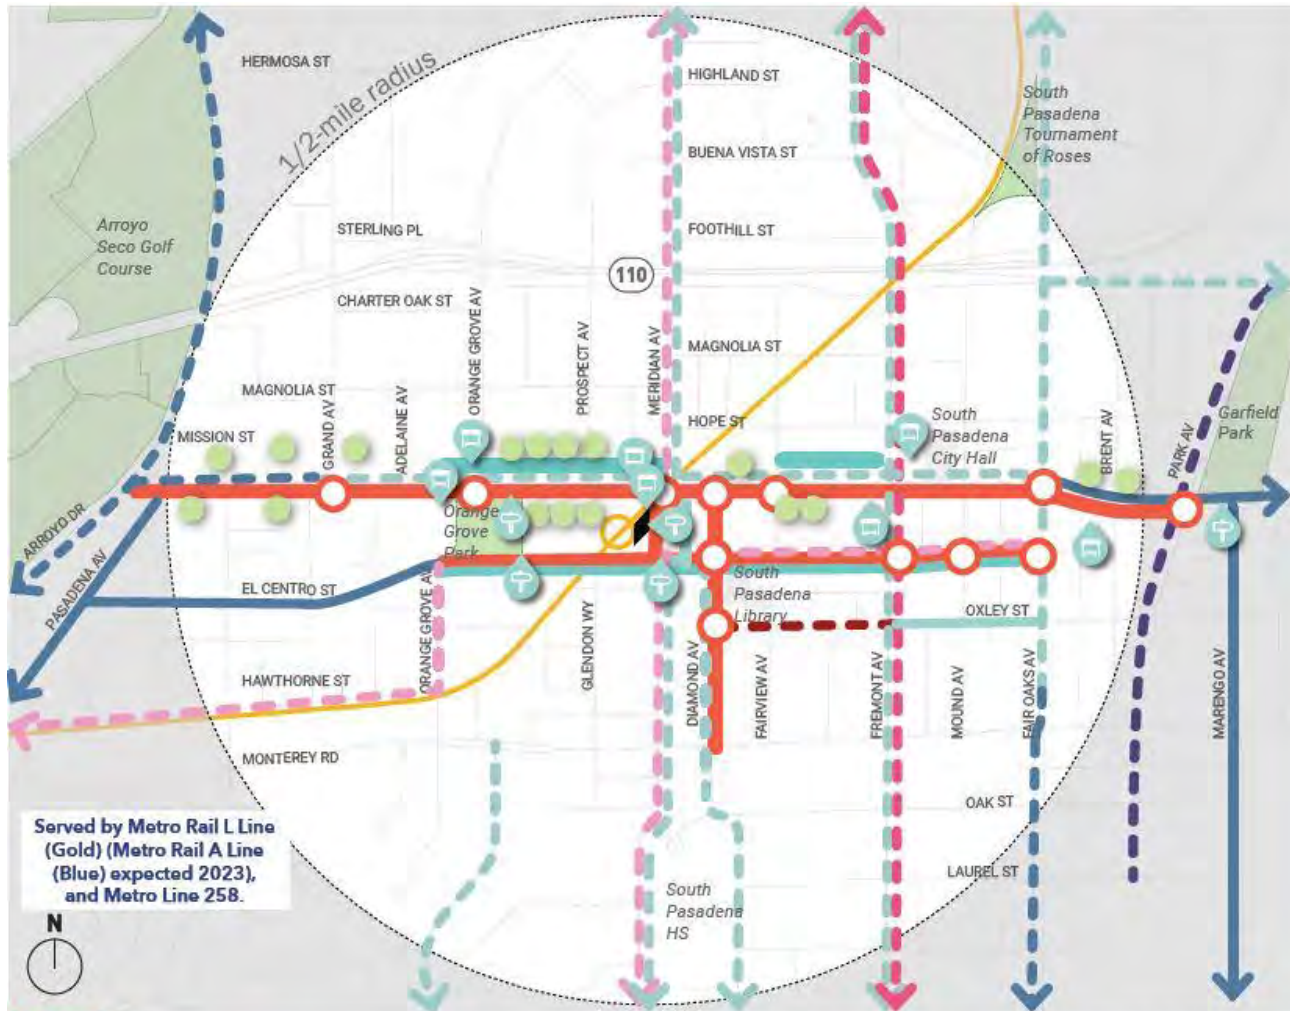 HERMOSA ST
1/2-mile radius
HIGHLAND ST
South
Pasadena
Tournament
of Roses
BUENA VISTA ST
Arroyo
Seco Golf
Course
STERLING PL
FOOTHILL ST
110
CHARTER OAK ST
ORANGE GROVE AV
PROSPECT AV
MERIDIAN AV
MAGNOLIA ST
MAGNOLIA ST
MISSION ST
GRAND AV
ADELAINE AV
HOPE ST
South
Pasadena
City Hall
BRENT AV
PARK AV
Garfield
Park
Orange
Grove
Park
ARROYO DR
PASADENA AV
EL CENTRO ST
South
Pasadena
Library
OXLEY ST
ORANGE GROVE AV
GLENDON WY
DIAMOND AV
FAIRVIEW AV
FREMONT AV
MOUND AV
FAIR OAKS AV
MARENGO AV
HAWTHORNE ST
MONTEREY RD
OAK ST
LAUREL ST
Served by Metro Rail L Line
(Gold) (Metro Rail A Line
(Blue) expected 2023),
and Metro Line 258.
South
Pasadena
HS
N